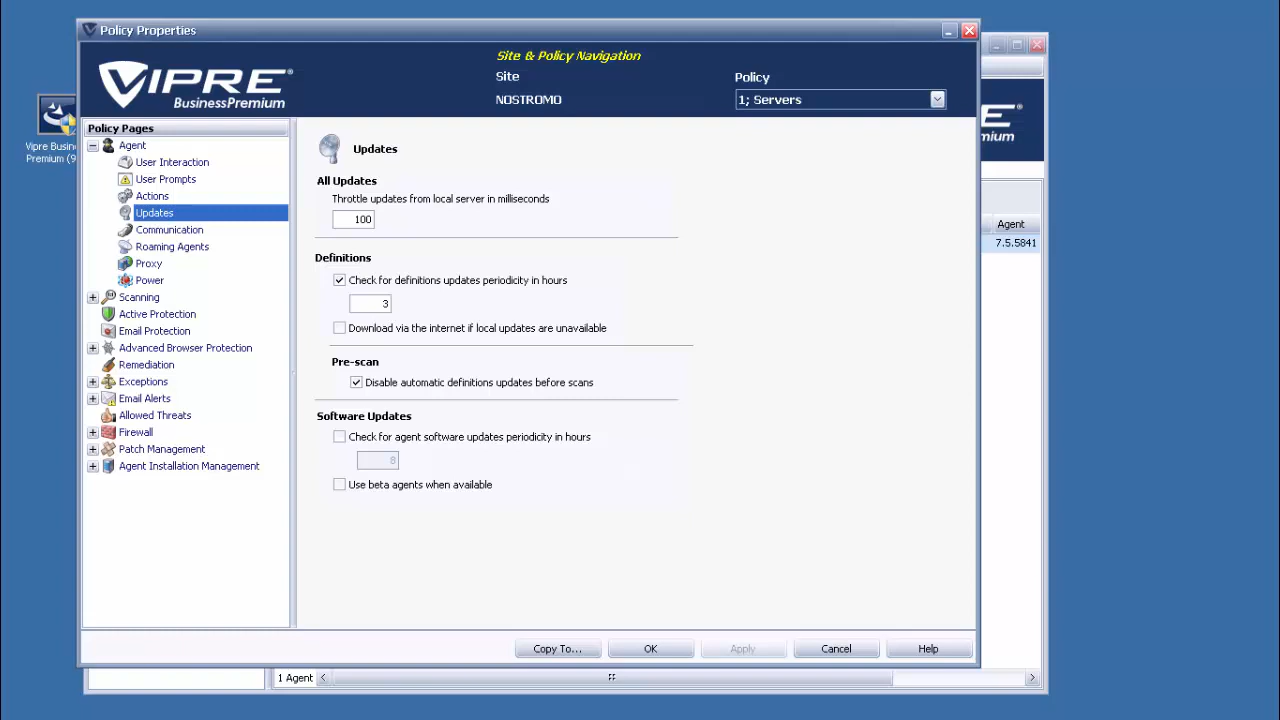 Policy Properties
Site & Policy Navigation
VIPRE®
BusinessPremium
Site
Policy
NOSTROMO
1; Servers
Vipre Busin
Premium (9
Policy Pages
Agent
User Interaction
User Prompts
Actions
Updates
Communication
Roaming Agents
Proxy
Power
Scanning
Active Protection
Email Protection
Advanced Browser Protection
Remediation
Exceptions
Email Alerts
Allowed Threats
Firewall
Patch Management
Agent Installation Management
Updates
All Updates
Throttle updates from local server in milliseconds
100
Definitions
Check for definitions updates periodicity in hours
3
Download via the internet if local updates are unavailable
Pre-scan
Disable automatic definitions updates before scans
Software Updates
Check for agent software updates periodicity in hours
8
Use beta agents when available
Copy To...
OK
Apply
Cancel
Help
E®
mium
Agent
7.5.5841
1 Agent